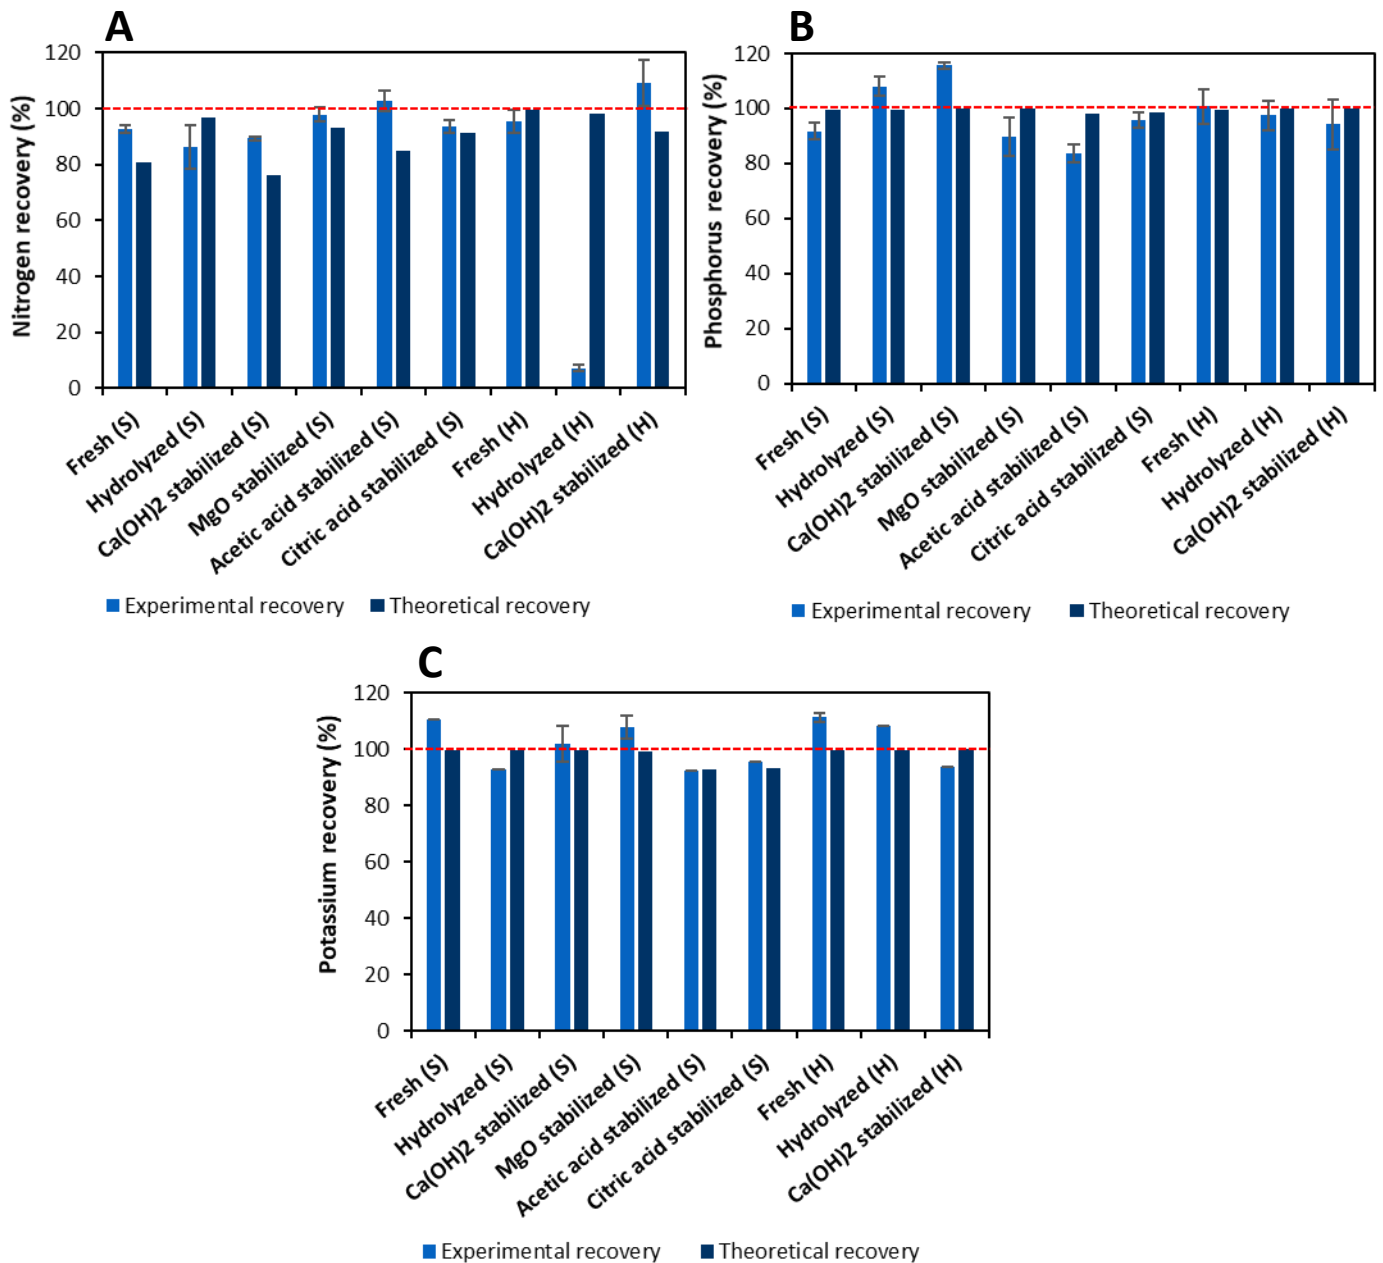 A
Nitrogen recovery (%)
120
100
80
60
40
20
0
Fresh (S)
Hydrolyzed (S)
Ca(OH)2 stabilized (S)
MgO stabilized (S)
Acetic acid stabilized (S)
Citric acid stabilized (S)
Fresh (H)
Hydrolyzed (H)
Ca(OH)2 stabilized (H)
Experimental recovery
Theoretical recovery
B
Phosphorus recovery (%)
120
100
80
60
40
20
0
Fresh (S)
Hydrolyzed (S)
Ca(OH)2 stabilized (S)
MgO stabilized (S)
Acetic acid stabilized (S)
Citric acid stabilized (S)
Fresh (H)
Hydrolyzed (H)
Ca(OH)2 stabilized (H)
Experimental recovery
Theoretical recovery
C
Potassium recovery (%)
120
100
80
60
40
20
0
Fresh (S)
Hydrolyzed (S)
Ca(OH)2 stabilized (S)
MgO stabilized (S)
Acetic acid stabilized (S)
Citric acid stabilized (S)
Fresh (H)
Hydrolyzed (H)
Ca(OH)2 stabilized (H)
Experimental recovery
Theoretical recovery